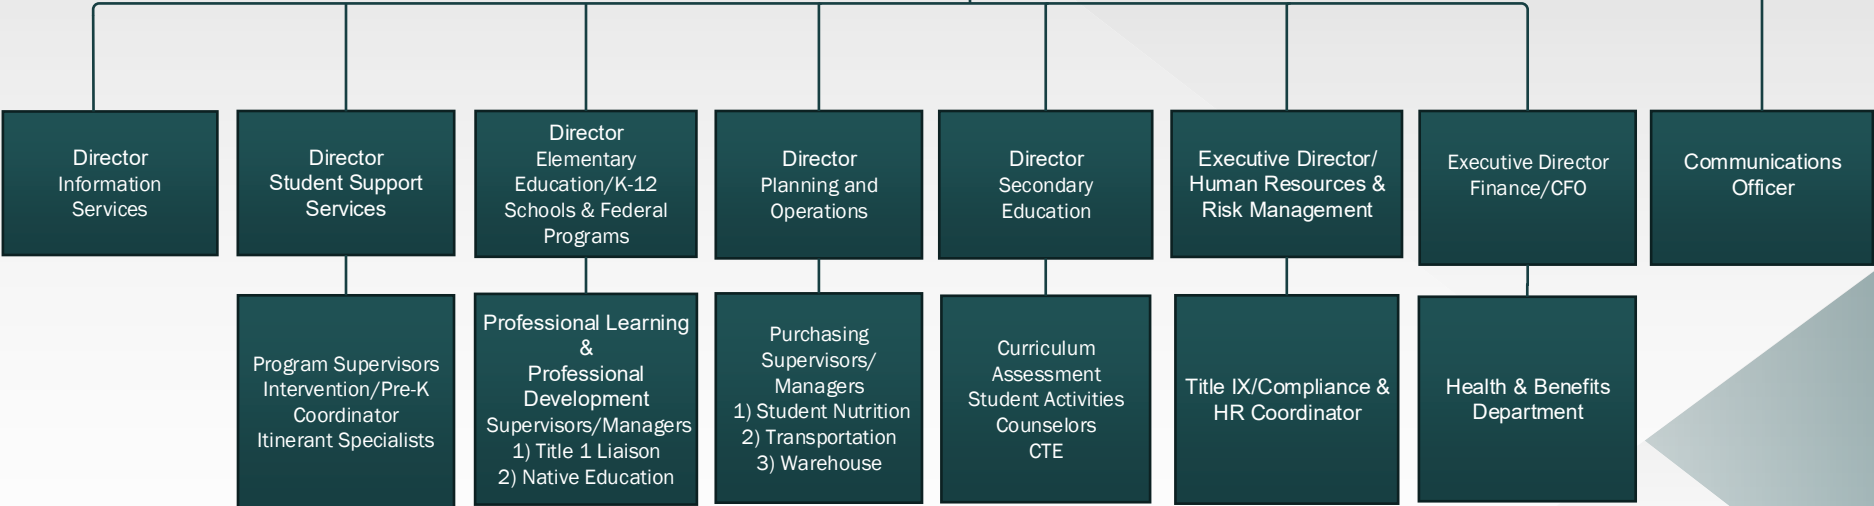 Director
Information
Services
Director
Student Support
Services
Director
Elementary
Education/K-12
Schools & Federal
Programs
Director
Planning and
Operations
Director
Secondary
Education
Executive Director/
Human Resources &
Risk Management
Executive Director
Finance/CFO
Communications
Officer
Program Supervisors
Intervention/Pre-K
Coordinator
Itinerant Specialists
Professional Learning
&
Professional
Development
Supervisors/Managers
1) Title 1 Liaison
2) Native Education
Purchasing
Supervisors/
Managers
1) Student Nutrition
2) Transportation
3) Warehouse
Curriculum
Assessment
Student Activities
Counselors
CTE
Title IX/Compliance &
HR Coordinator
Health & Benefits
Department